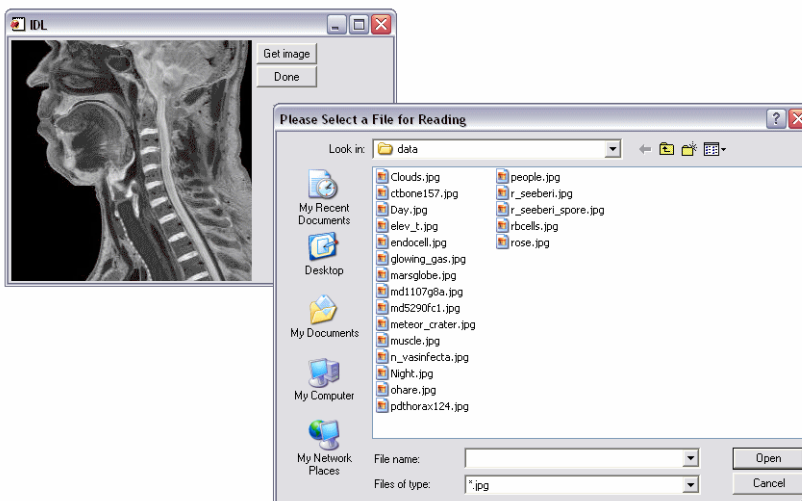 IDL
Get image
Done
Please Select a File for Reading
Look in:
data
My Recent
Documents
Desktop
My Documents
My Computer
My Network
Places
Clouds.jpg
ctbone157.jpg
Day.jpg
elev_t.jpg
endocell.jpg
glowing_gas.jpg
marsglobe.jpg
md1107g8a.jpg
md5290fc1.jpg
meteor_crater.jpg
muscle.jpg
n_vasinfecta.jpg
Night.jpg
ohare.jpg
pdthorax124.jpg
people.jpg
r_seeberi.jpg
r_seeberi_spore.jpg
rbcells.jpg
rose.jpg
File name:
Open
Files of type:
*.jpg
Cancel